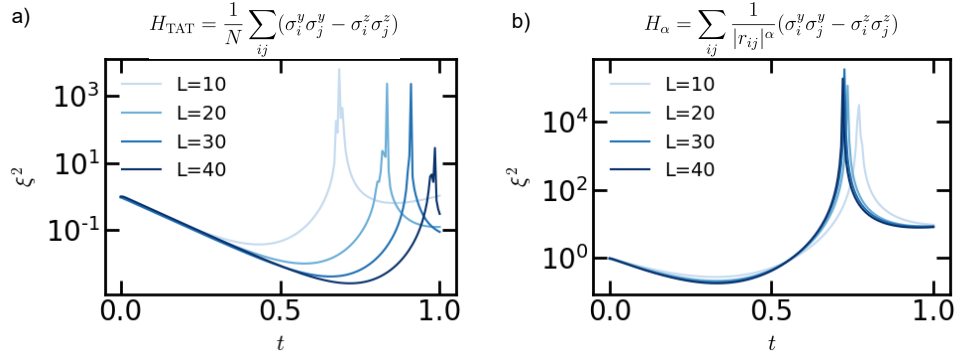 a)
H_TAT = 1/N ∑_ij (σ_i^y σ_j^y − σ_i^z σ_j^z)
10^3
10^1
10^-1
ξ^2
L=10
L=20
L=30
L=40
0.0 0.5 1.0
t
b)
H_α = ∑_ij 1/|r_ij|^α (σ_i^y σ_j^y − σ_i^z σ_j^z)
10^4
10^2
10^0
ξ^2
L=10
L=20
L=30
L=40
0.0 0.5 1.0
t